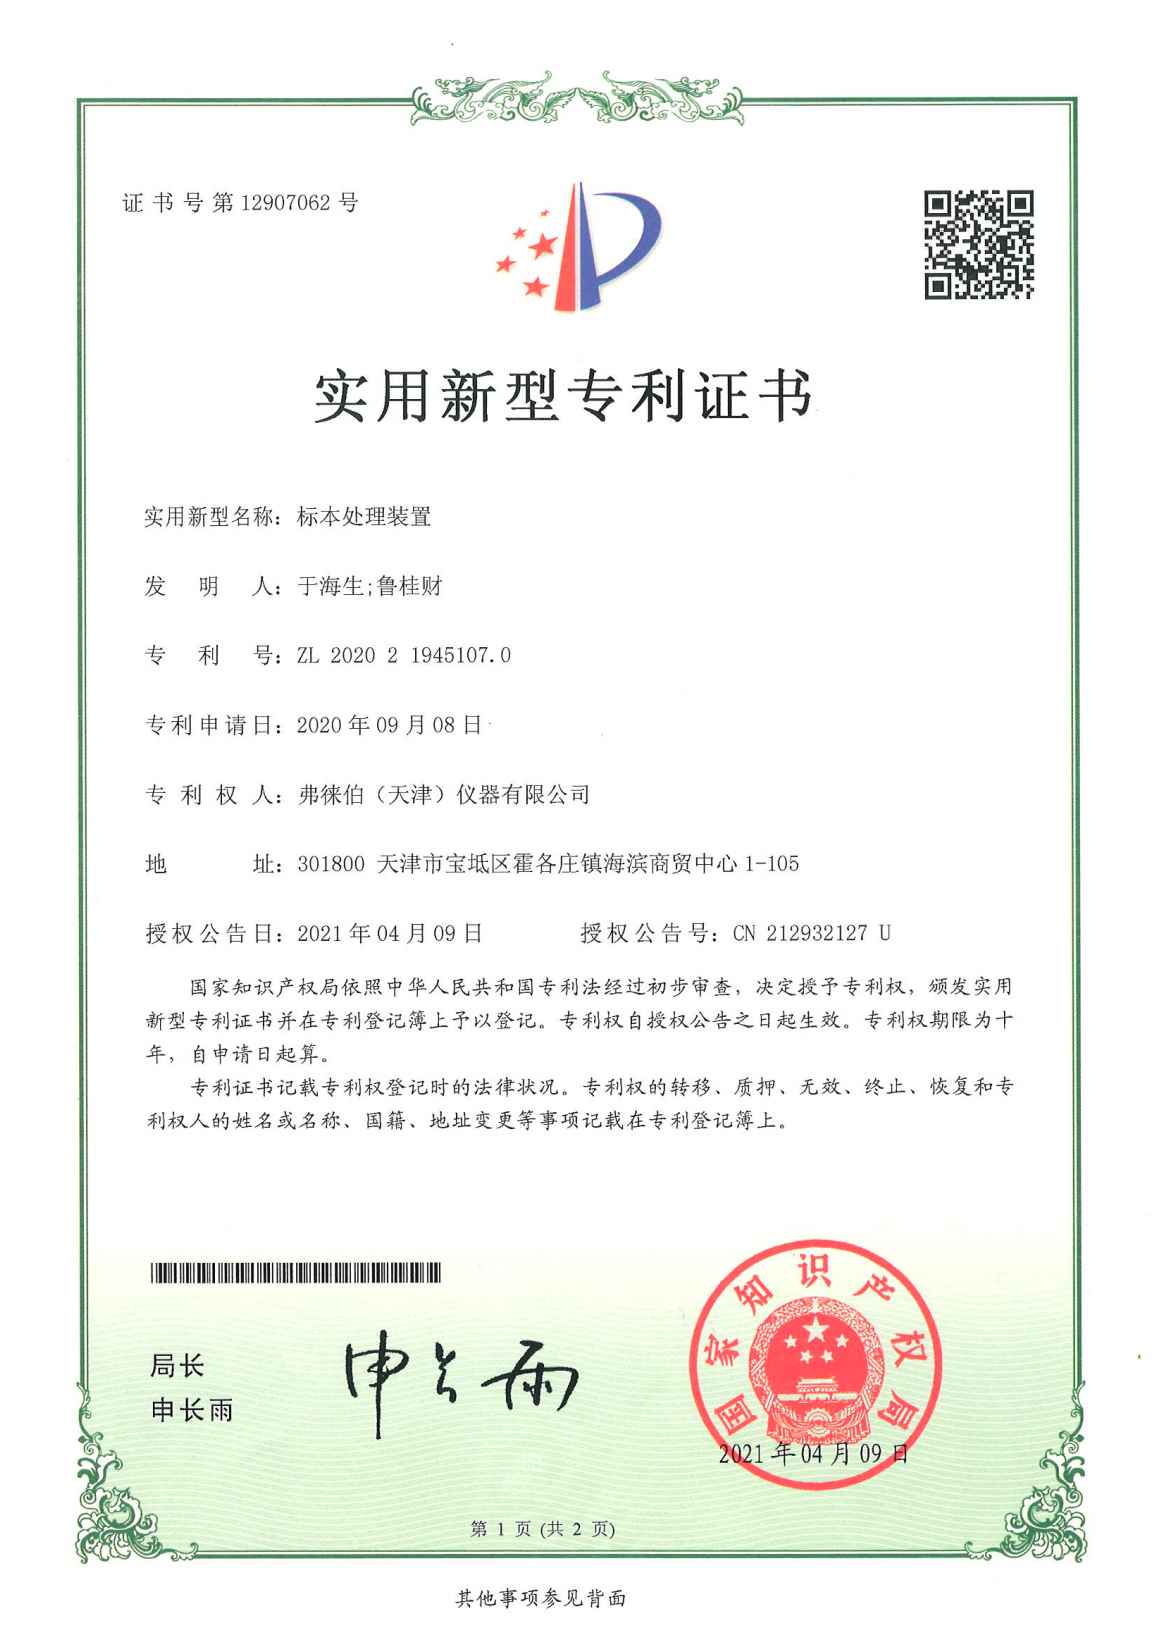 证书号第12907062号
实用新型专利证书
实用新型名称：标本处理装置
发明人：于海生;鲁桂财
专利号：ZL 2020 2 1945107.0
专利申请日：2020年09月08日
专利权人：弗徕伯（天津）仪器有限公司
地址：301800 天津市宝坻区霍各庄镇海滨商贸中心1-105
授权公告日：2021年04月09日 授权公告号：CN 212932127 U
国家知识产权局依照中华人民共和国专利法经过初步审查，决定授予专利权，颁发实用
新型专利证书并在专利登记簿上予以登记。专利权自授权公告之日起生效。专利权期限为十
年，自申请日起算。
专利证书记载专利权登记时的法律状况。专利权的转移、质押、无效、终止、恢复和专
利权人的姓名或名称、国籍、地址变更等事项记载在专利登记簿上。
局长
申长雨
申长雨
国家知识产权局
2021年04月09日
第 1 页 (共 2 页)
其他事项参见背面